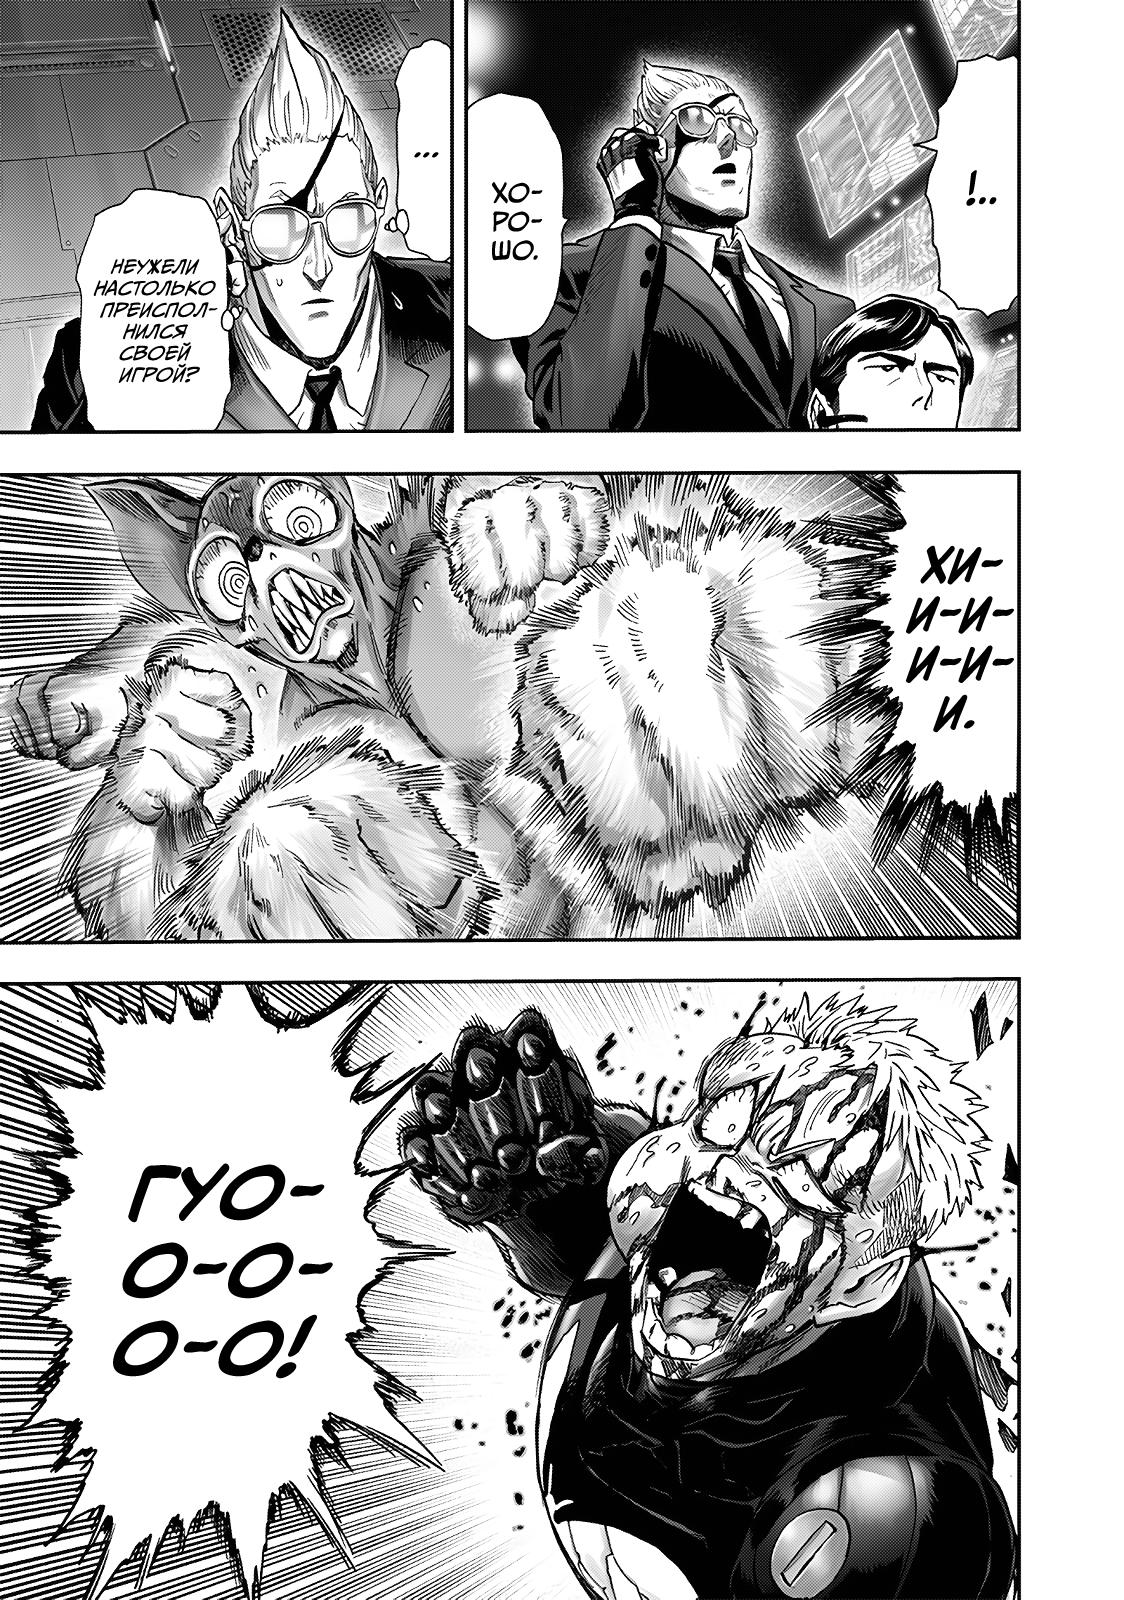 !..
ХО-
РО-
ШО.
...
НЕУЖЕЛИ
НАСТОЛЬКО
ПРЕИСПОЛ-
НИЛСЯ
СВОЕЙ
ИГРОЙ?
ХИ-
И-И-
И-И-
И.
ГУО-
О-О-
О-О!